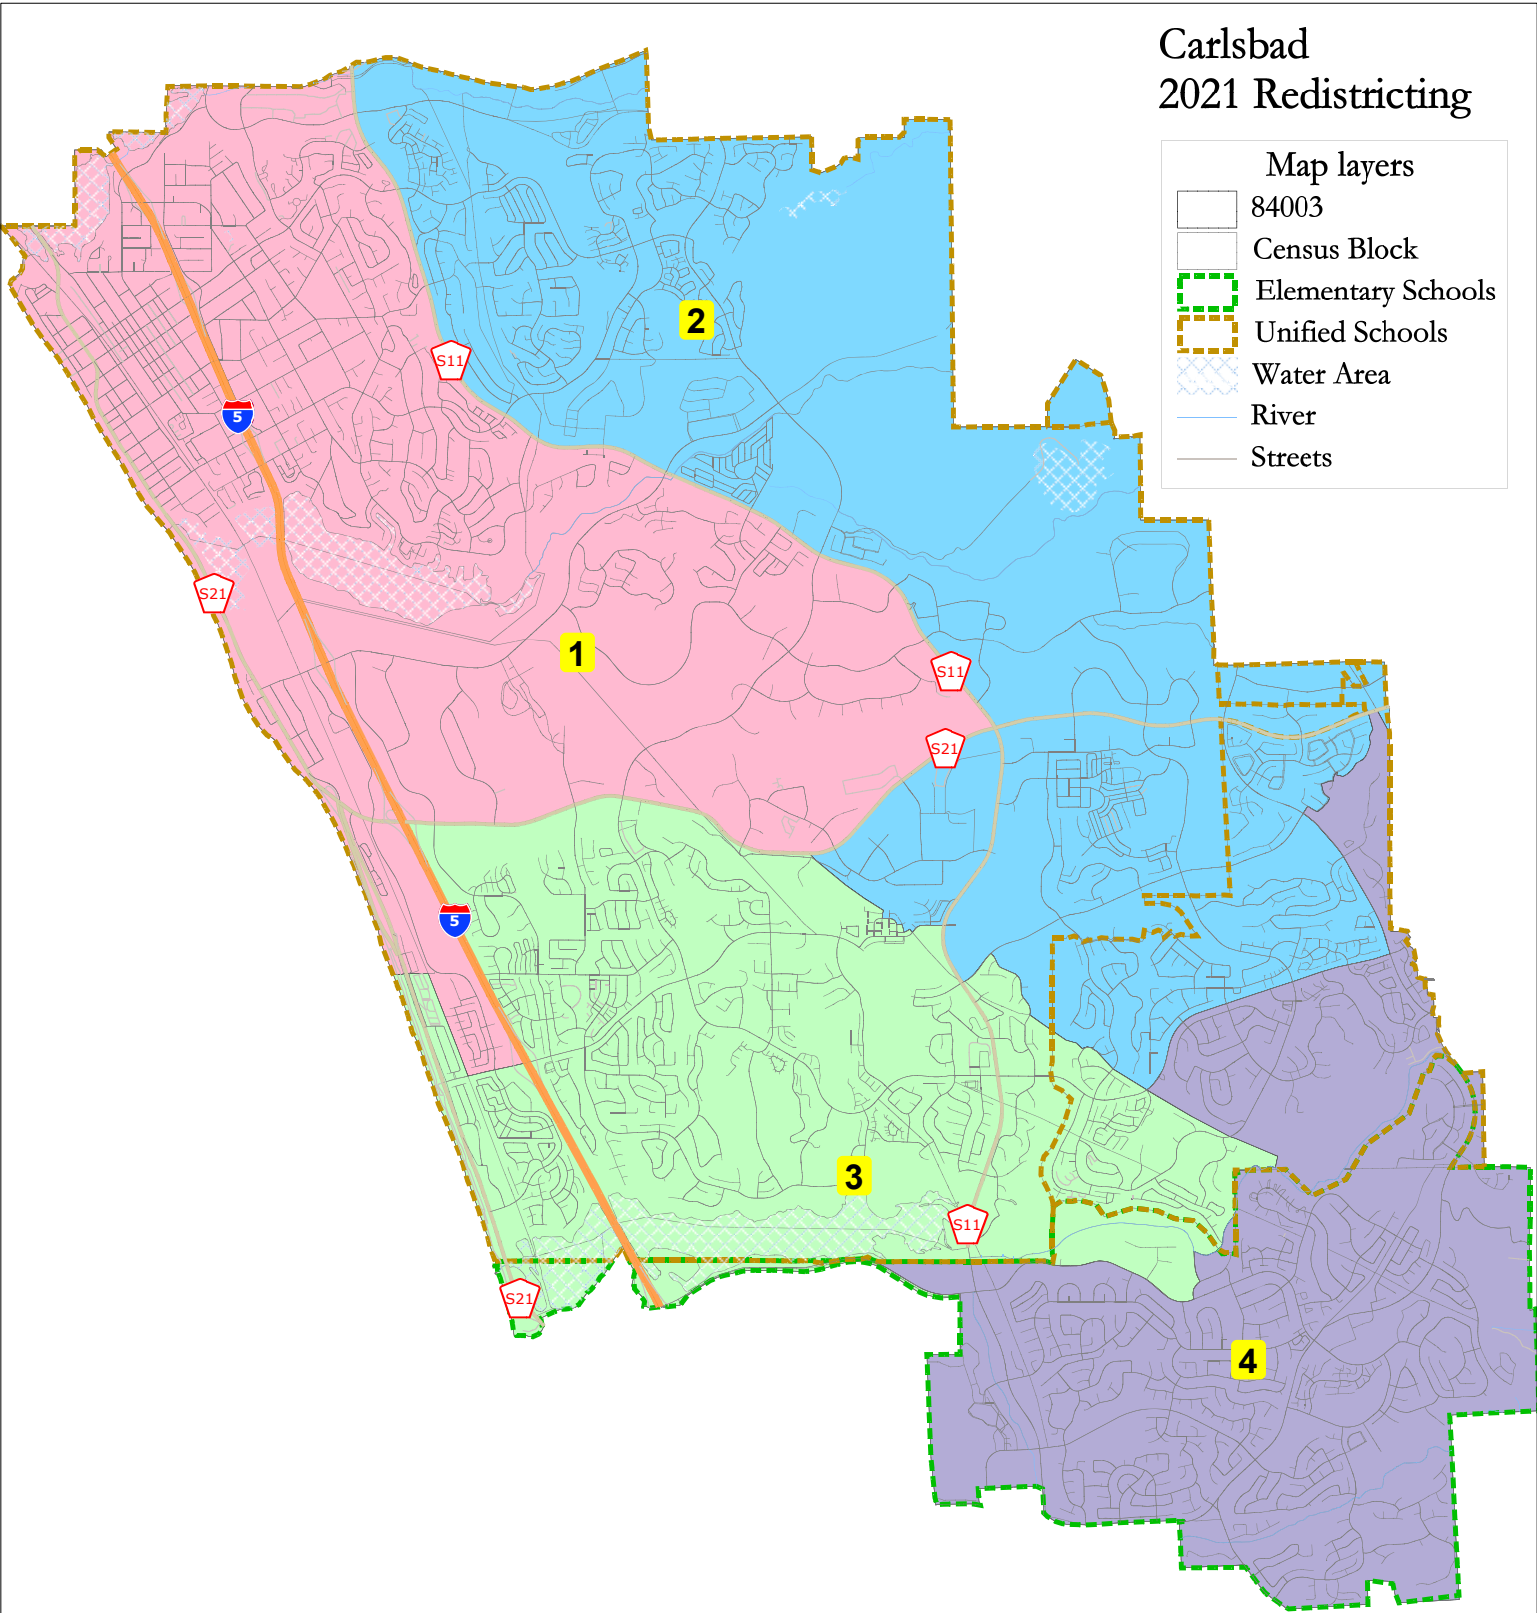 Carlsbad
2021 Redistricting
Map layers
84003
Census Block
Elementary Schools
Unified Schools
Water Area
River
Streets
2
S11
5
S21
1
S11
S21
5
3
S11
S21
4